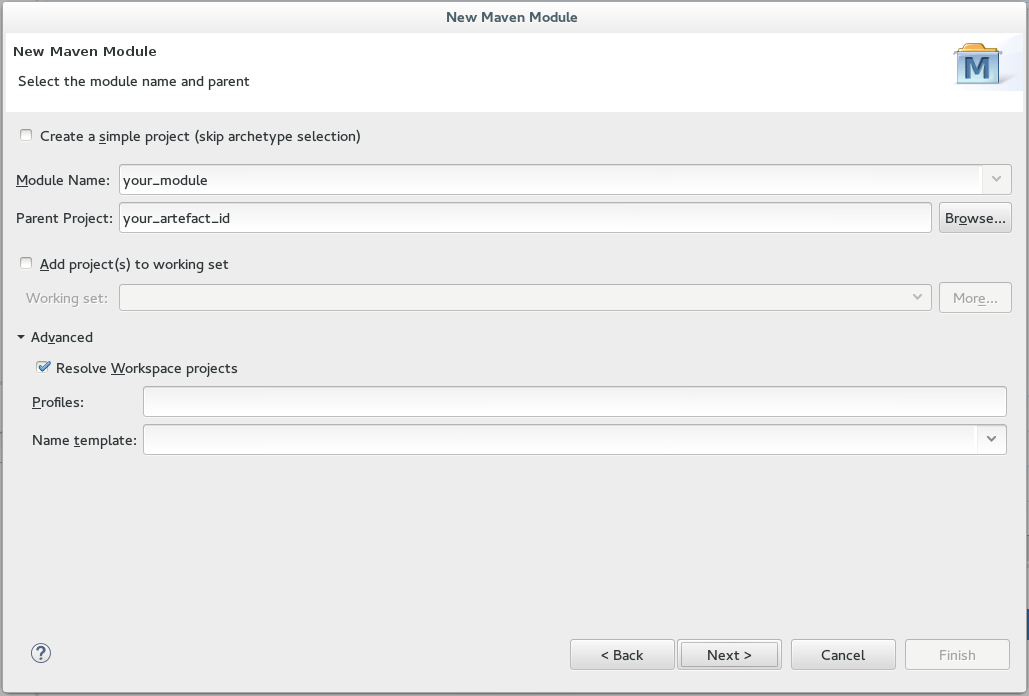 New Maven Module
New Maven Module
M
Select the module name and parent
Create a simple project (skip archetype selection)
Module Name: your_module
Parent Project: your_artefact_id Browse...
Add project(s) to working set
Working set: More...
Advanced
Resolve Workspace projects
Profiles:
Name template:
? < Back Next > Cancel Finish